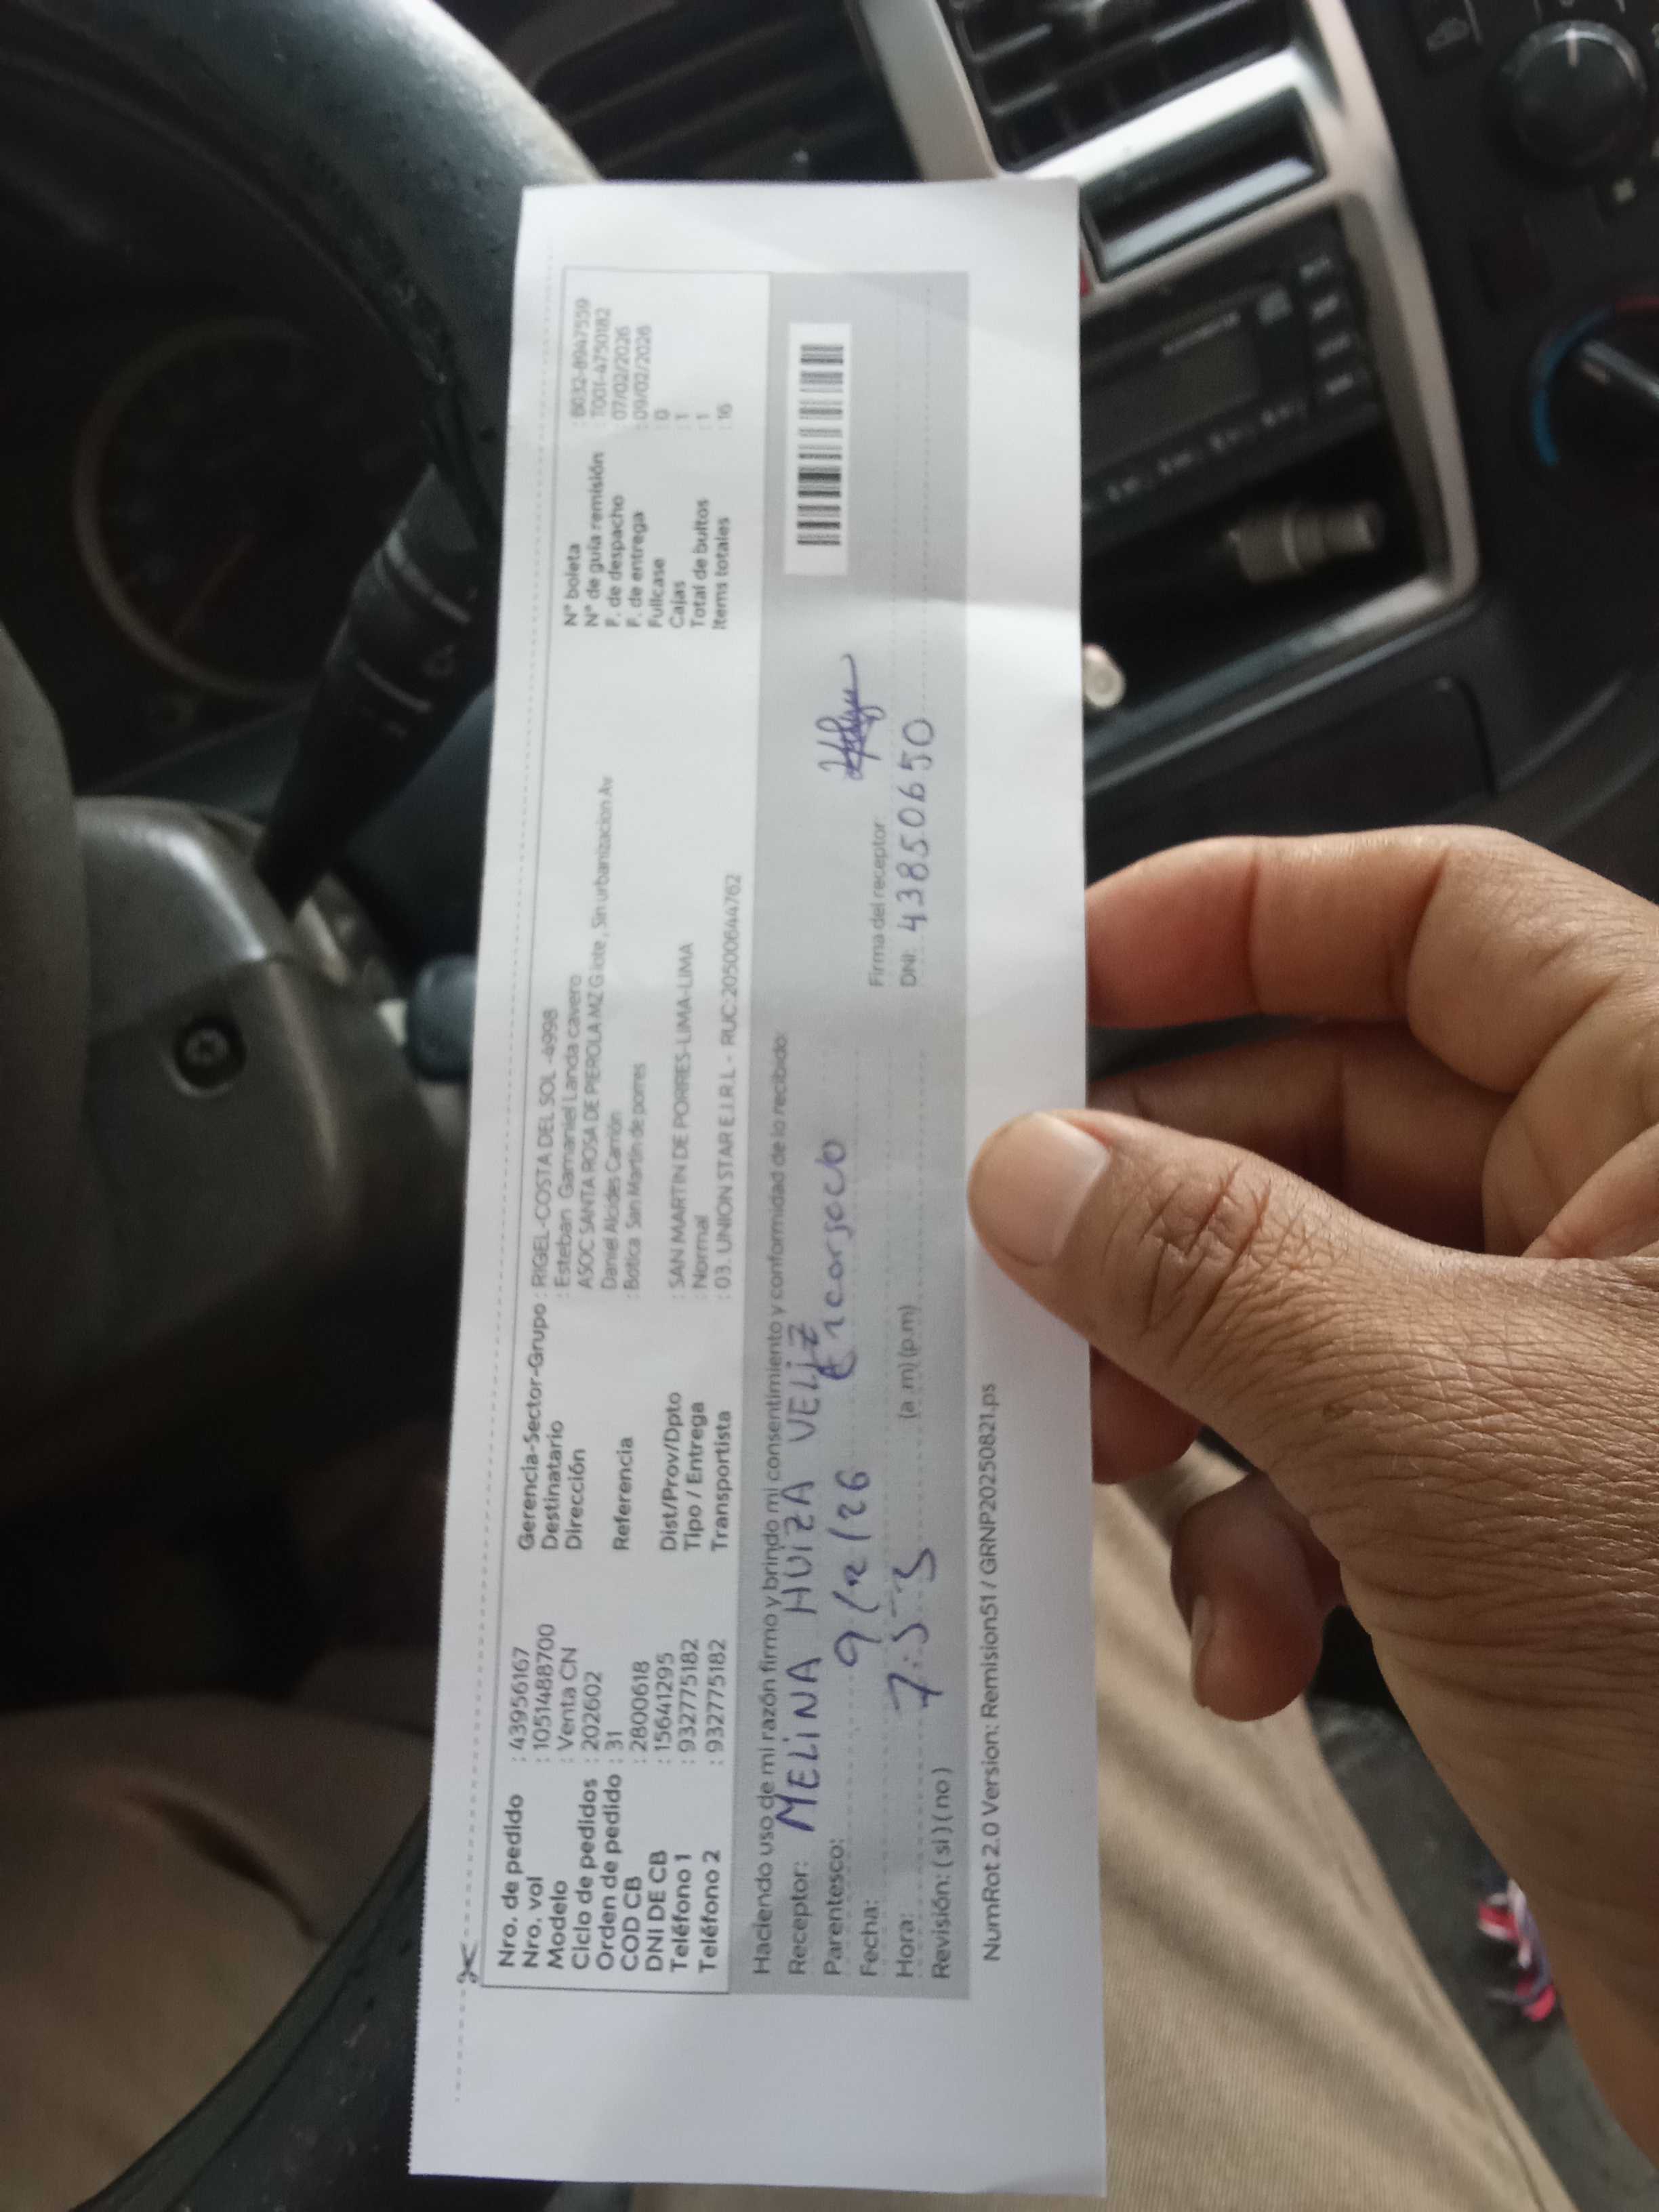 Nro. de pedido : 43956167
Nro. vol : 10514888700
Modelo : Venta CN
Ciclo de pedidos : 202602
Orden de pedido : 31
COD CB : 2800618
DNI DE CB : 15641295
Teléfono 1 : 932775182
Teléfono 2 : 932775182
Gerencia-Sector-Grupo : RIGEL-COSTA DEL SOL -4998
Destinatario : Esteban Gamaniel Landa cavero
Dirección ASOC SANTA ROSA DE PIEROLA MZ G lote , Sin urbanizacion Av
Daniel Alcides Carrión
Referencia : Botica San Martin de porres
Dist/Prov/Dpto : SAN MARTIN DE PORRES-LIMA-LIMA
Tipo / Entrega : Normal
Transportista : 03. UNION STAR E.I.R.L - RUC:20500644762
N° boleta : B032-8947559
N° de guía remisión : T001-4750182
F. de despacho : 07/02/2026
F. de entrega : 09/02/2026
Fullcase : 0
Cajas : 1
Total de bultos : 1
Items totales : 16
Haciendo uso de mi razón firmo y brindo mi consentimiento y conformidad de lo recibido:
Receptor: MELINA HUIZA VELIZ
Parentesco:
Fecha: 9/2/26
Hora: 7:53 (a.m) (p.m)
Revisión: ( si ) ( no )
Firma del receptor
DNI: 43850650
NumRot 2.0 Version: Remision51 / GRNP20250821.ps